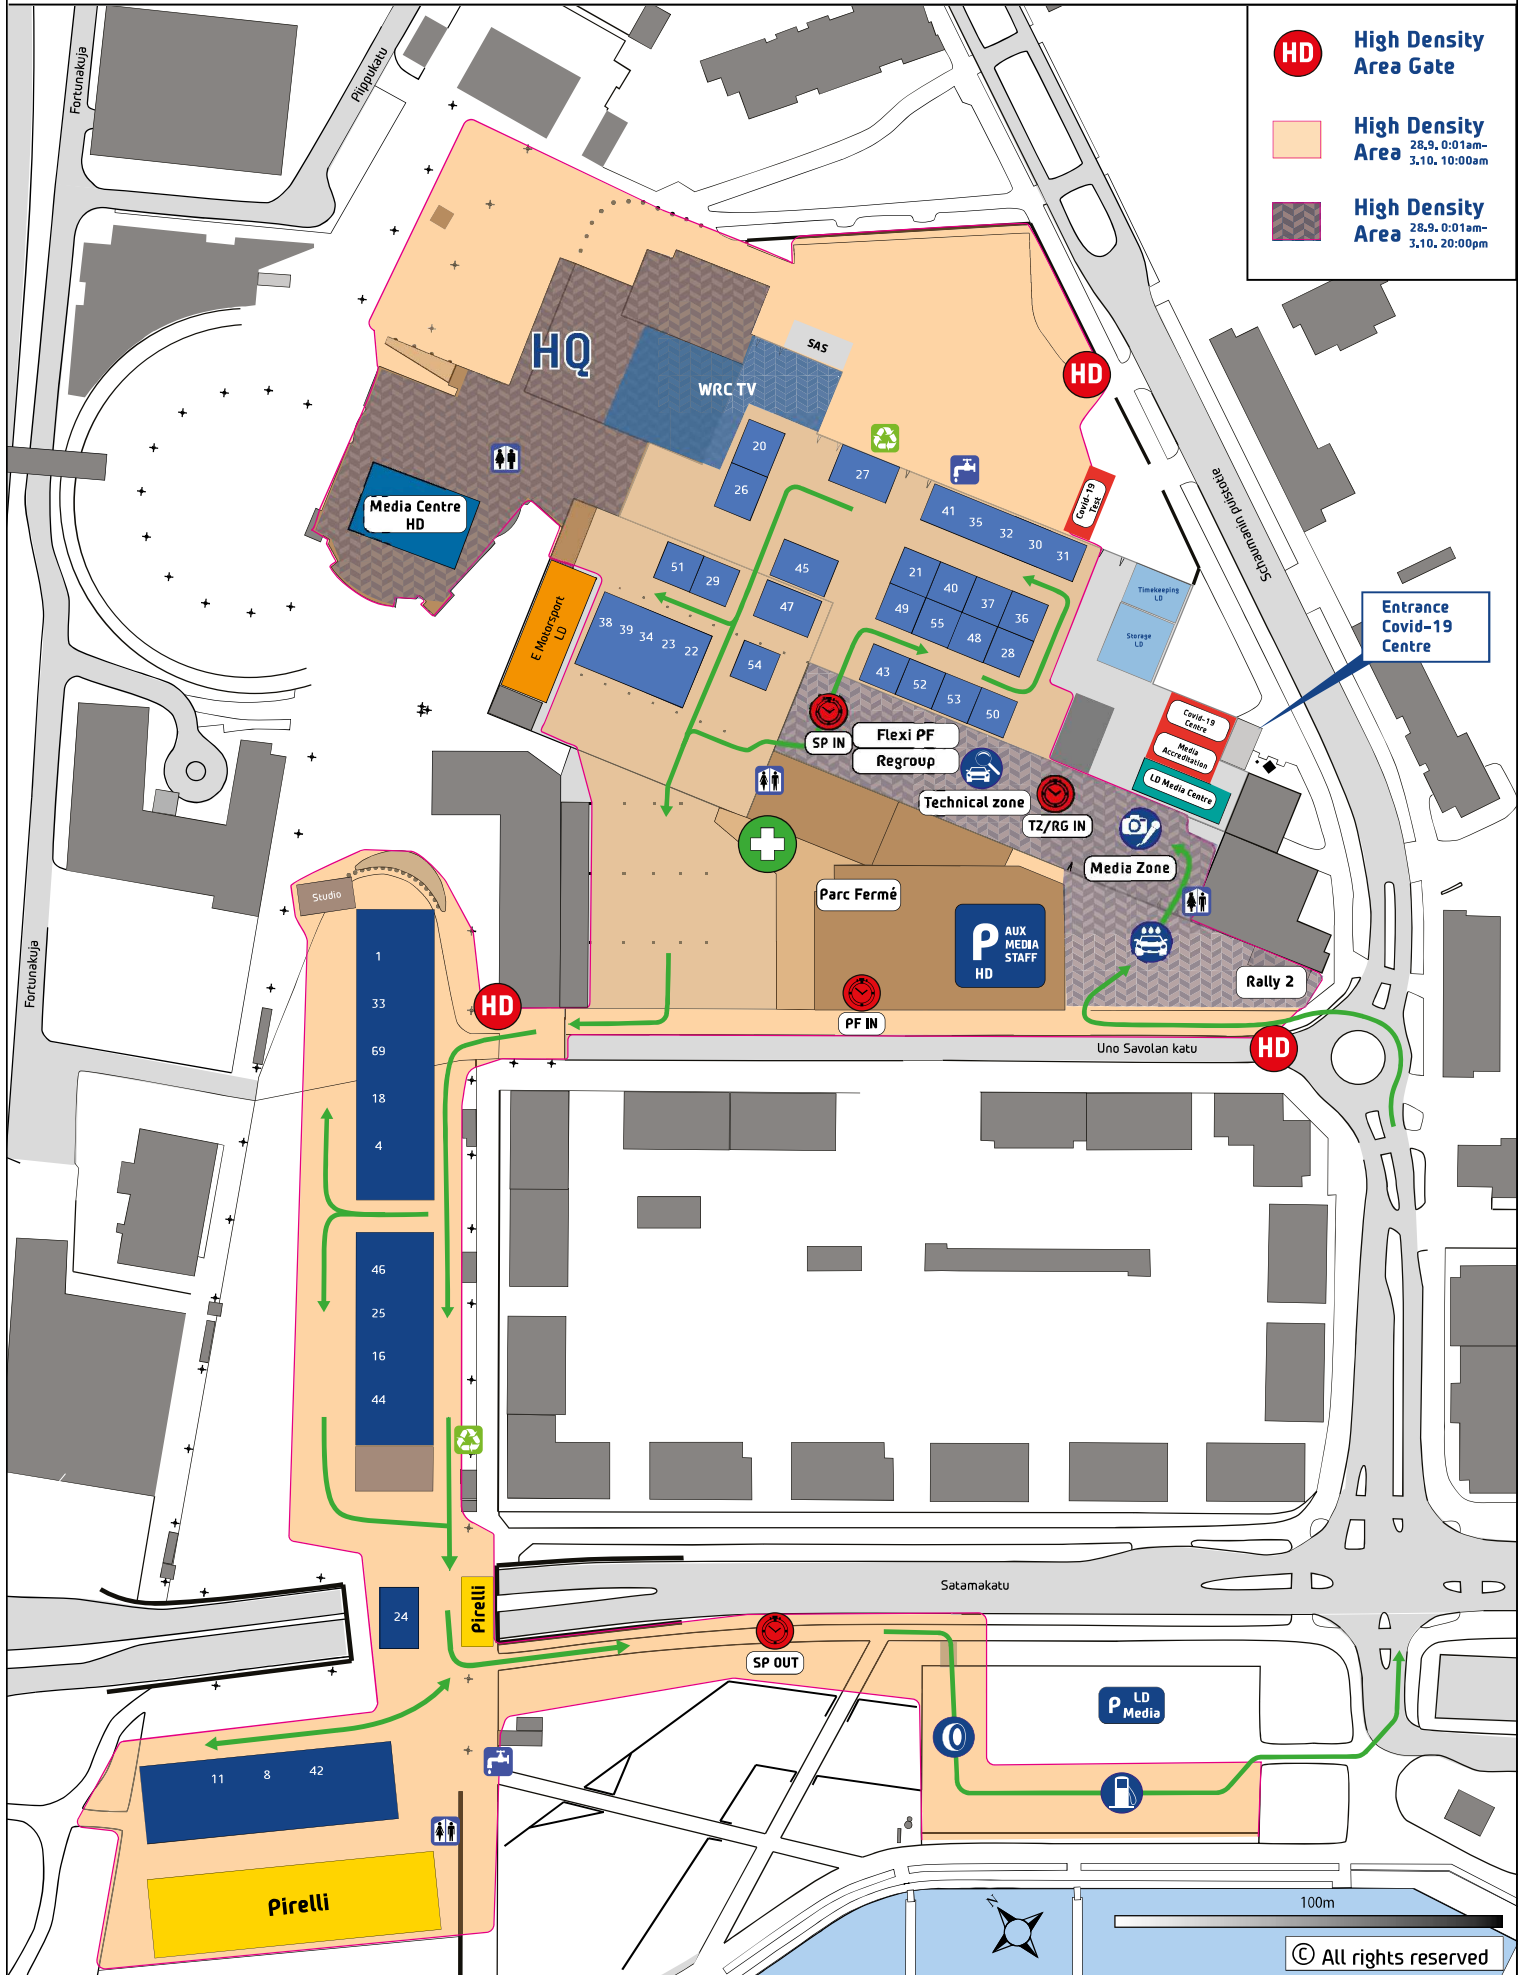 HD
High Density
Area Gate
High Density
Area 28.9. 0:01am-
3.10. 10:00am
High Density
Area 28.9. 0:01am-
3.10. 20:00pm
Fortunakuja
Piippukatu
Schaumanin puistotie
HQ
SAS
WRC TV
HD
20
26
27
41
35
32
30
31
Covid-19
Test
Media Centre
HD
E Motorsport
LD
51
29
45
47
54
38
39
34
23
22
21
40
37
36
49
55
48
28
43
52
53
50
Timekeeping
LD
Storage
LD
Entrance
Covid-19
Centre
Covid-19
Centre
Media
Accreditation
LD Media Centre
SP IN
Flexi PF
Regroup
Technical zone
TZ/RG IN
Media Zone
Parc Fermé
P
AUX
MEDIA
STAFF
HD
Rally 2
PF IN
HD
Uno Savolan katu
HD
Fortunakuja
Studio
1
33
69
18
4
46
25
16
44
24
Pirelli
Satamakatu
SP OUT
P
LD
Media
11
8
42
Pirelli
N
100m
© All rights reserved